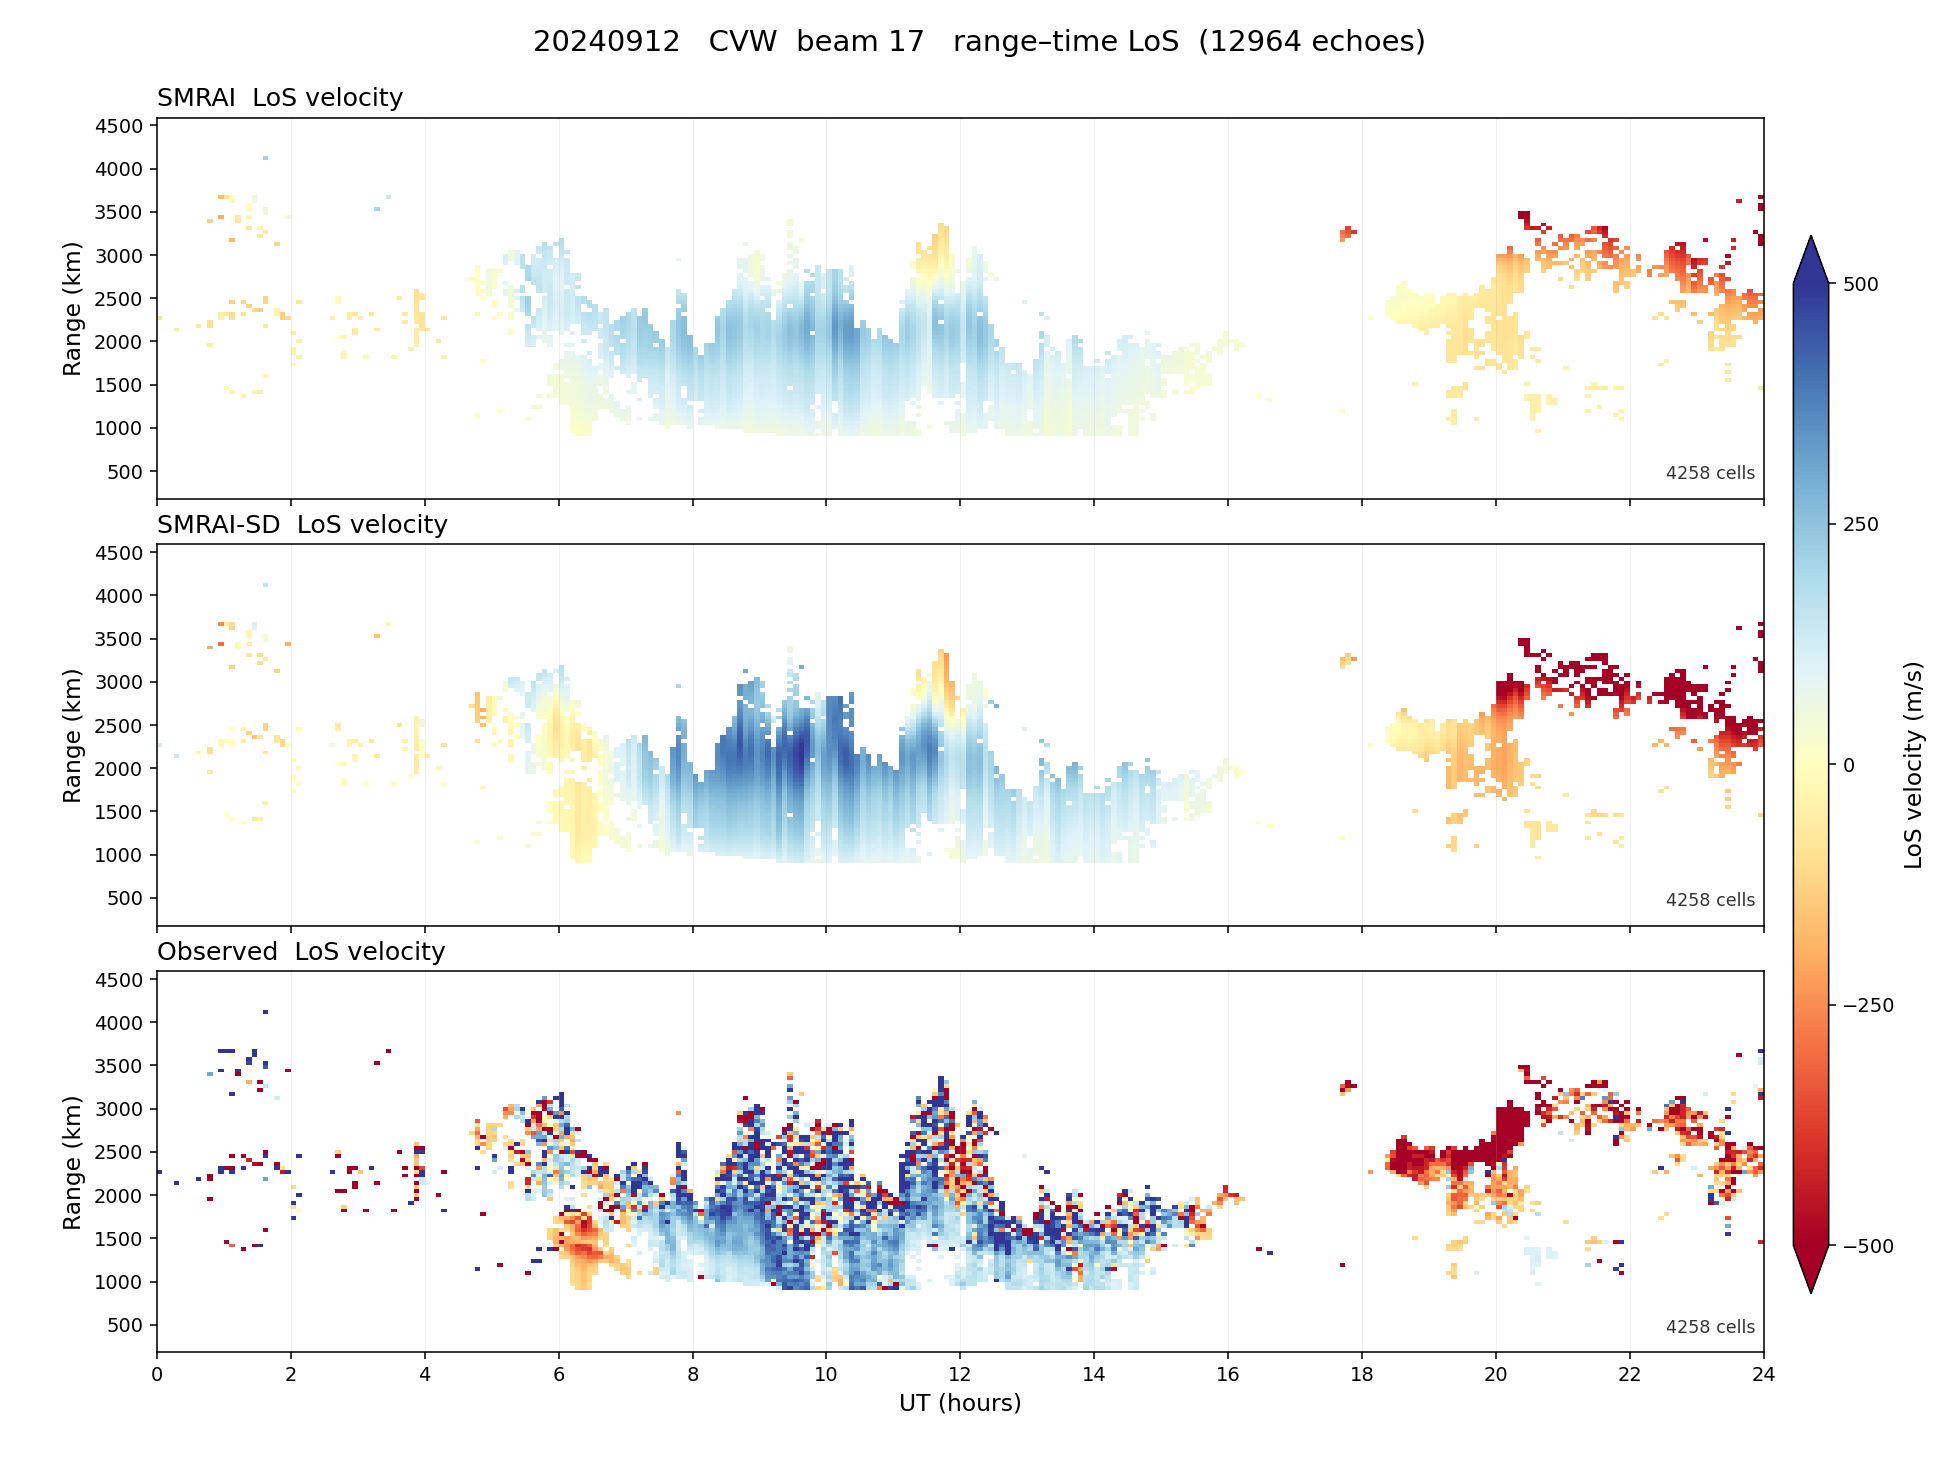 20240912   CVW  beam 17   range–time LoS  (12964 echoes)
SMRAI  LoS velocity
4500
4000
3500
3000
2500
2000
1500
1000
500
Range (km)
4258 cells
SMRAI-SD  LoS velocity
4500
4000
3500
3000
2500
2000
1500
1000
500
Range (km)
4258 cells
Observed  LoS velocity
4500
4000
3500
3000
2500
2000
1500
1000
500
Range (km)
4258 cells
0 2 4 6 8 10 12 14 16 18 20 22 24
UT (hours)
500
250
0
−250
−500
LoS velocity (m/s)